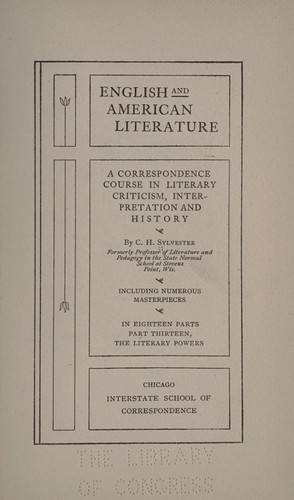 ENGLISH AND
AMERICAN
LITERATURE
A CORRESPONDENCE
COURSE IN LITERARY
CRITICISM, INTER-
PRETATION AND
HISTORY
By C. H. SYLVESTER
Formerly Professor of Literature and
Pedagogy in the State Normal
School at Stevens
Point, Wis.
INCLUDING NUMEROUS
MASTERPIECES
IN EIGHTEEN PARTS
PART THIRTEEN,
THE LITERARY POWERS
CHICAGO
INTERSTATE SCHOOL OF
CORRESPONDENCE
THE LIBRARY
OF CONGRESS